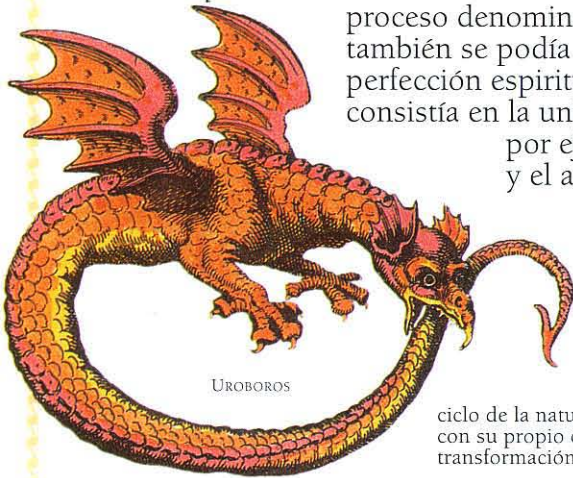 proceso denomin
también se podía
perfección espirit
consistía en la un
por ej
y el a
UROBOROS
ciclo de la natu
con su propio
transformación